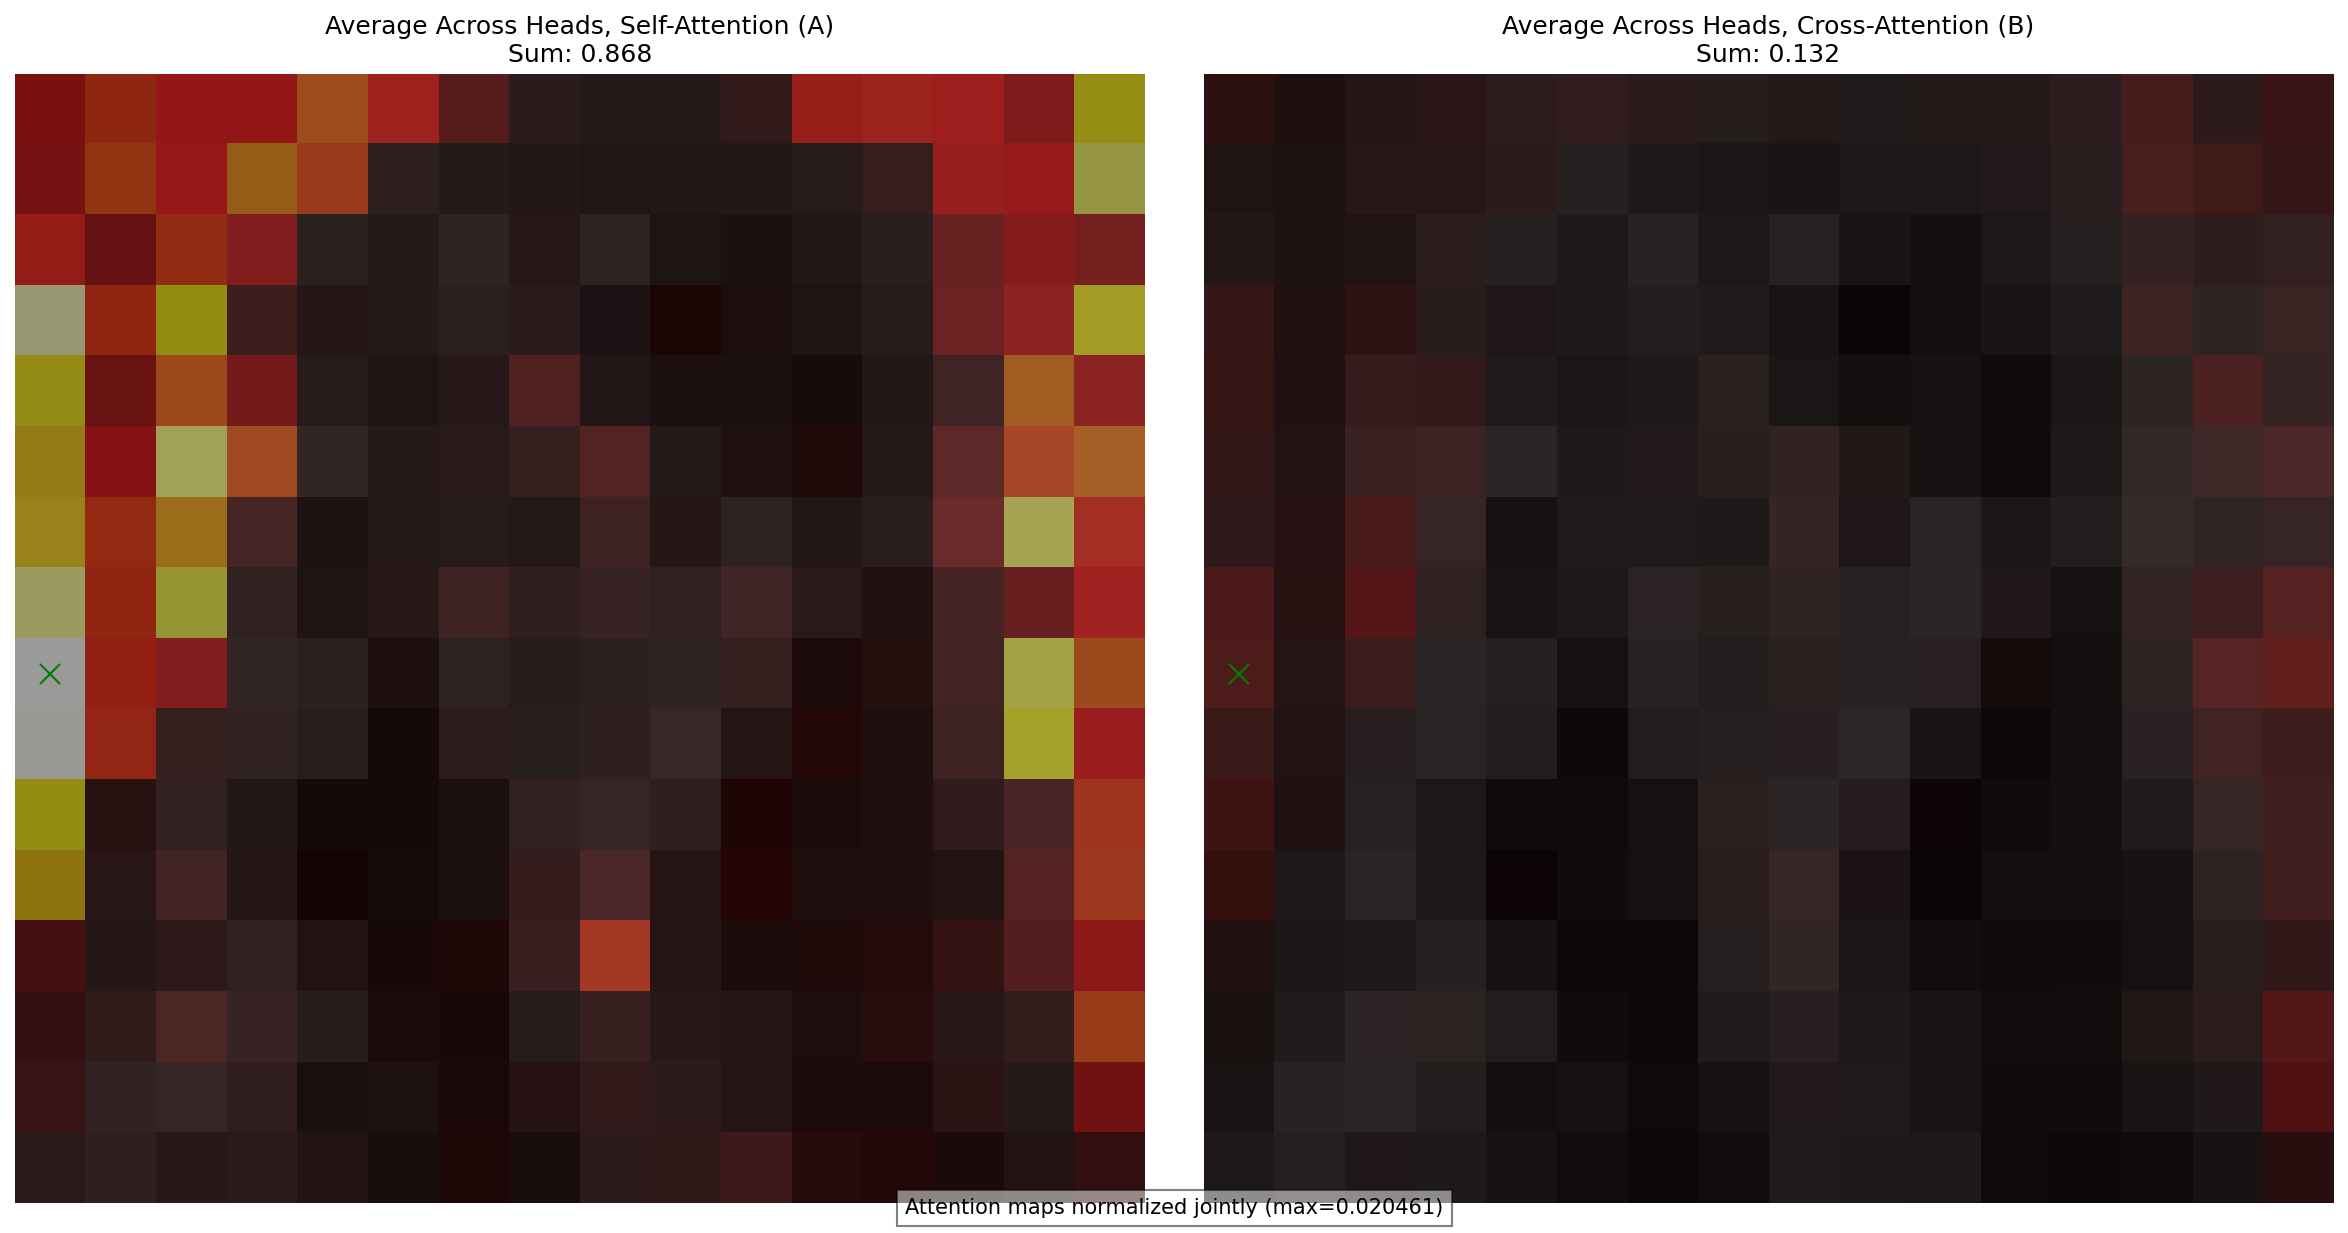 Average Across Heads, Self-Attention (A)
Sum: 0.868
Average Across Heads, Cross-Attention (B)
Sum: 0.132
Attention maps normalized jointly (max=0.020461)